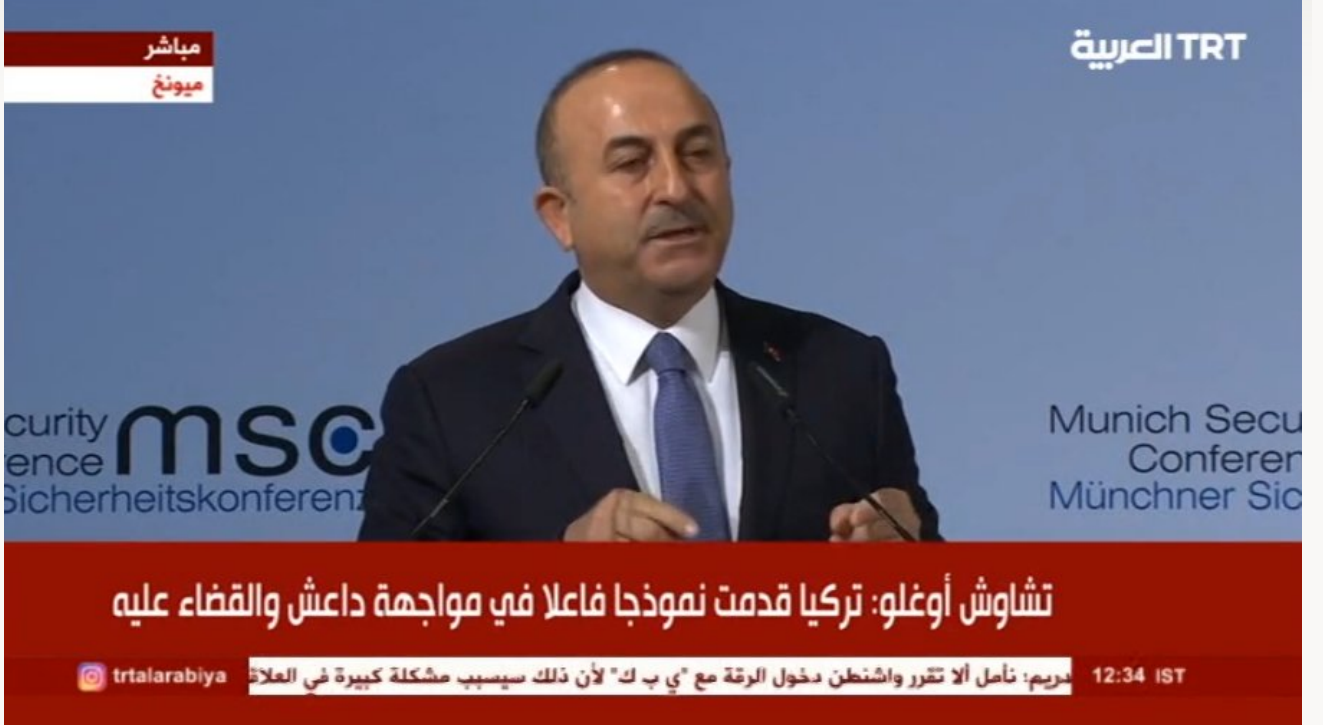 مباشر
ميونخ
TRT العربية
curity
ence
Sicherheitskonferenz
msc
Munich Secu
Conferen
Münchner Sic
تشاوش أوغلو: تركيا قدمت نموذجا فاعلا في مواجهة داعش والقضاء عليه
trtalarabiya
دريم: نأمل ألا تقرر واشنطن دخول الرقة مع "ي ب ك" لأن ذلك سيسبب مشكلة كبيرة في العلاق
12:34 IST